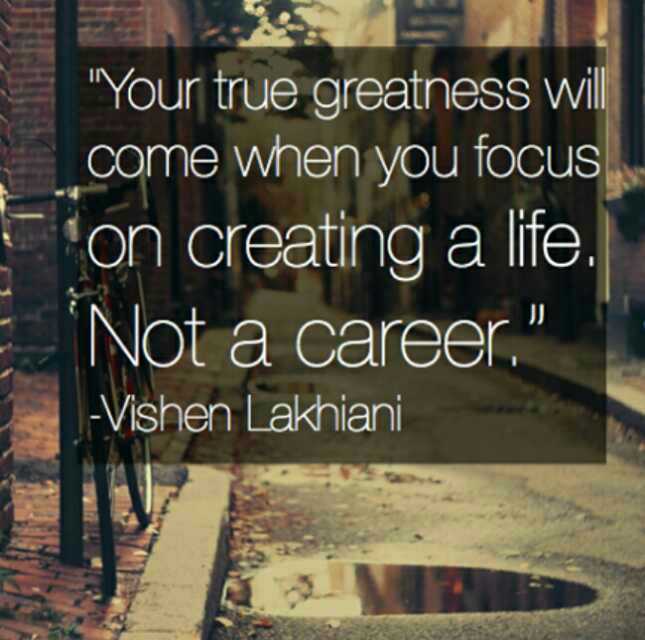 "Your true greatness will
come when you focus
on creating a life.
Not a career.”
-Vishen Lakhiani